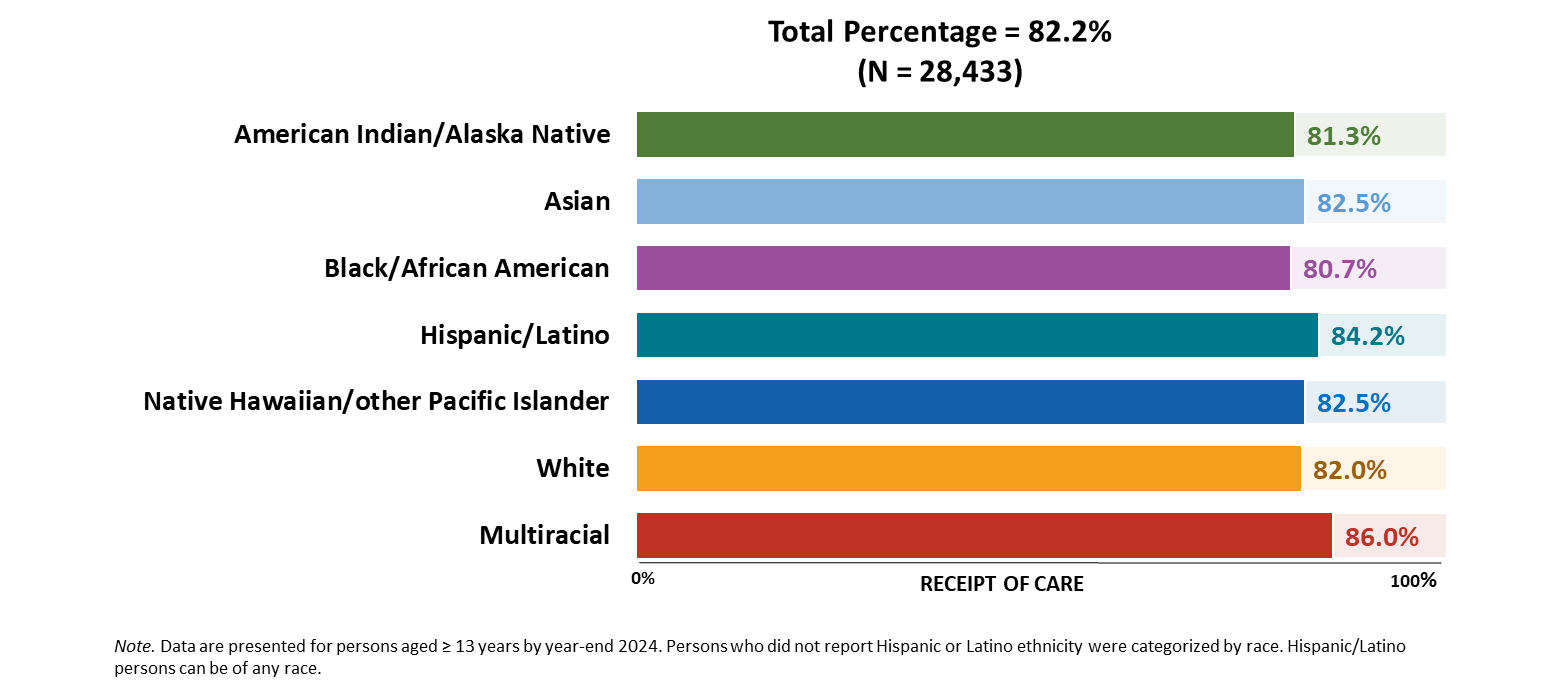 Total Percentage = 82.2%
(N = 28,433)
American Indian/Alaska Native 81.3%
Asian 82.5%
Black/African American 80.7%
Hispanic/Latino 84.2%
Native Hawaiian/other Pacific Islander 82.5%
White 82.0%
Multiracial 86.0%
0% RECEIPT OF CARE 100%
Note. Data are presented for persons aged ≥ 13 years by year-end 2024. Persons who did not report Hispanic or Latino ethnicity were categorized by race. Hispanic/Latino
persons can be of any race.